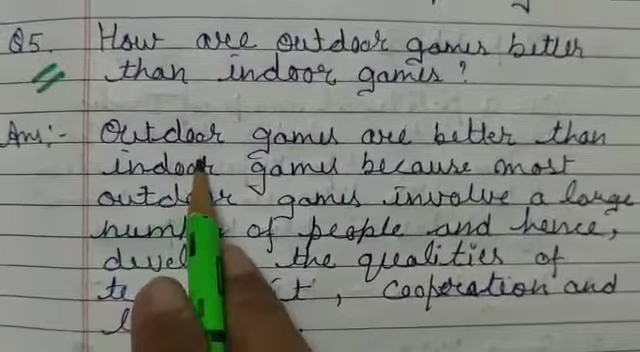 Q5. How are outdoor games better
than indoor games?
Ans:- Outdoor games are better than
indoor games because most
outdoor games involve a large
of people and hence,
the qualities of
, cooperation and